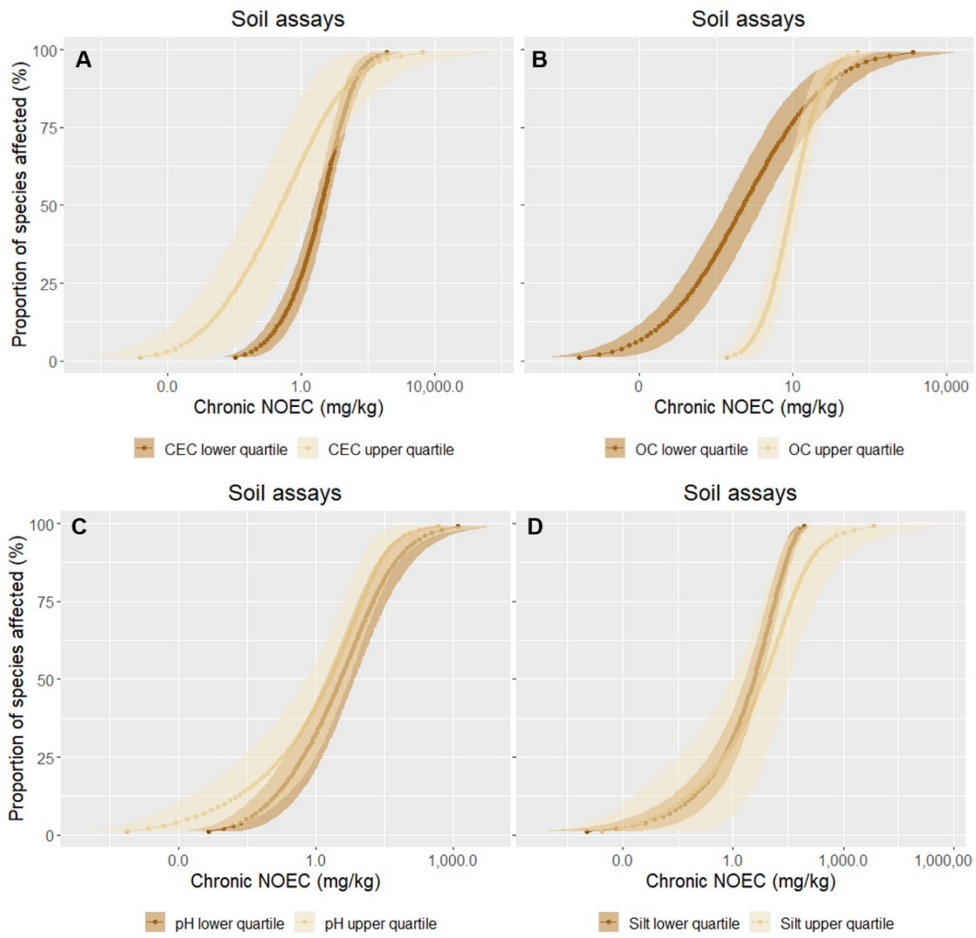 Soil assays
Soil assays
A
B
Proportion of species affected (%)
100
75
50
25
0
0.0
1.0
10,000.0
0
10
10,000
Chronic NOEC (mg/kg)
Chronic NOEC (mg/kg)
CEC lower quartile
CEC upper quartile
OC lower quartile
OC upper quartile
Soil assays
Soil assays
C
D
Proportion of species affected (%)
100
75
50
25
0
0.0
1.0
1,000.0
0.0
1.0
1,000.0
1,000,00
Chronic NOEC (mg/kg)
Chronic NOEC (mg/kg)
pH lower quartile
pH upper quartile
Silt lower quartile
Silt upper quartile